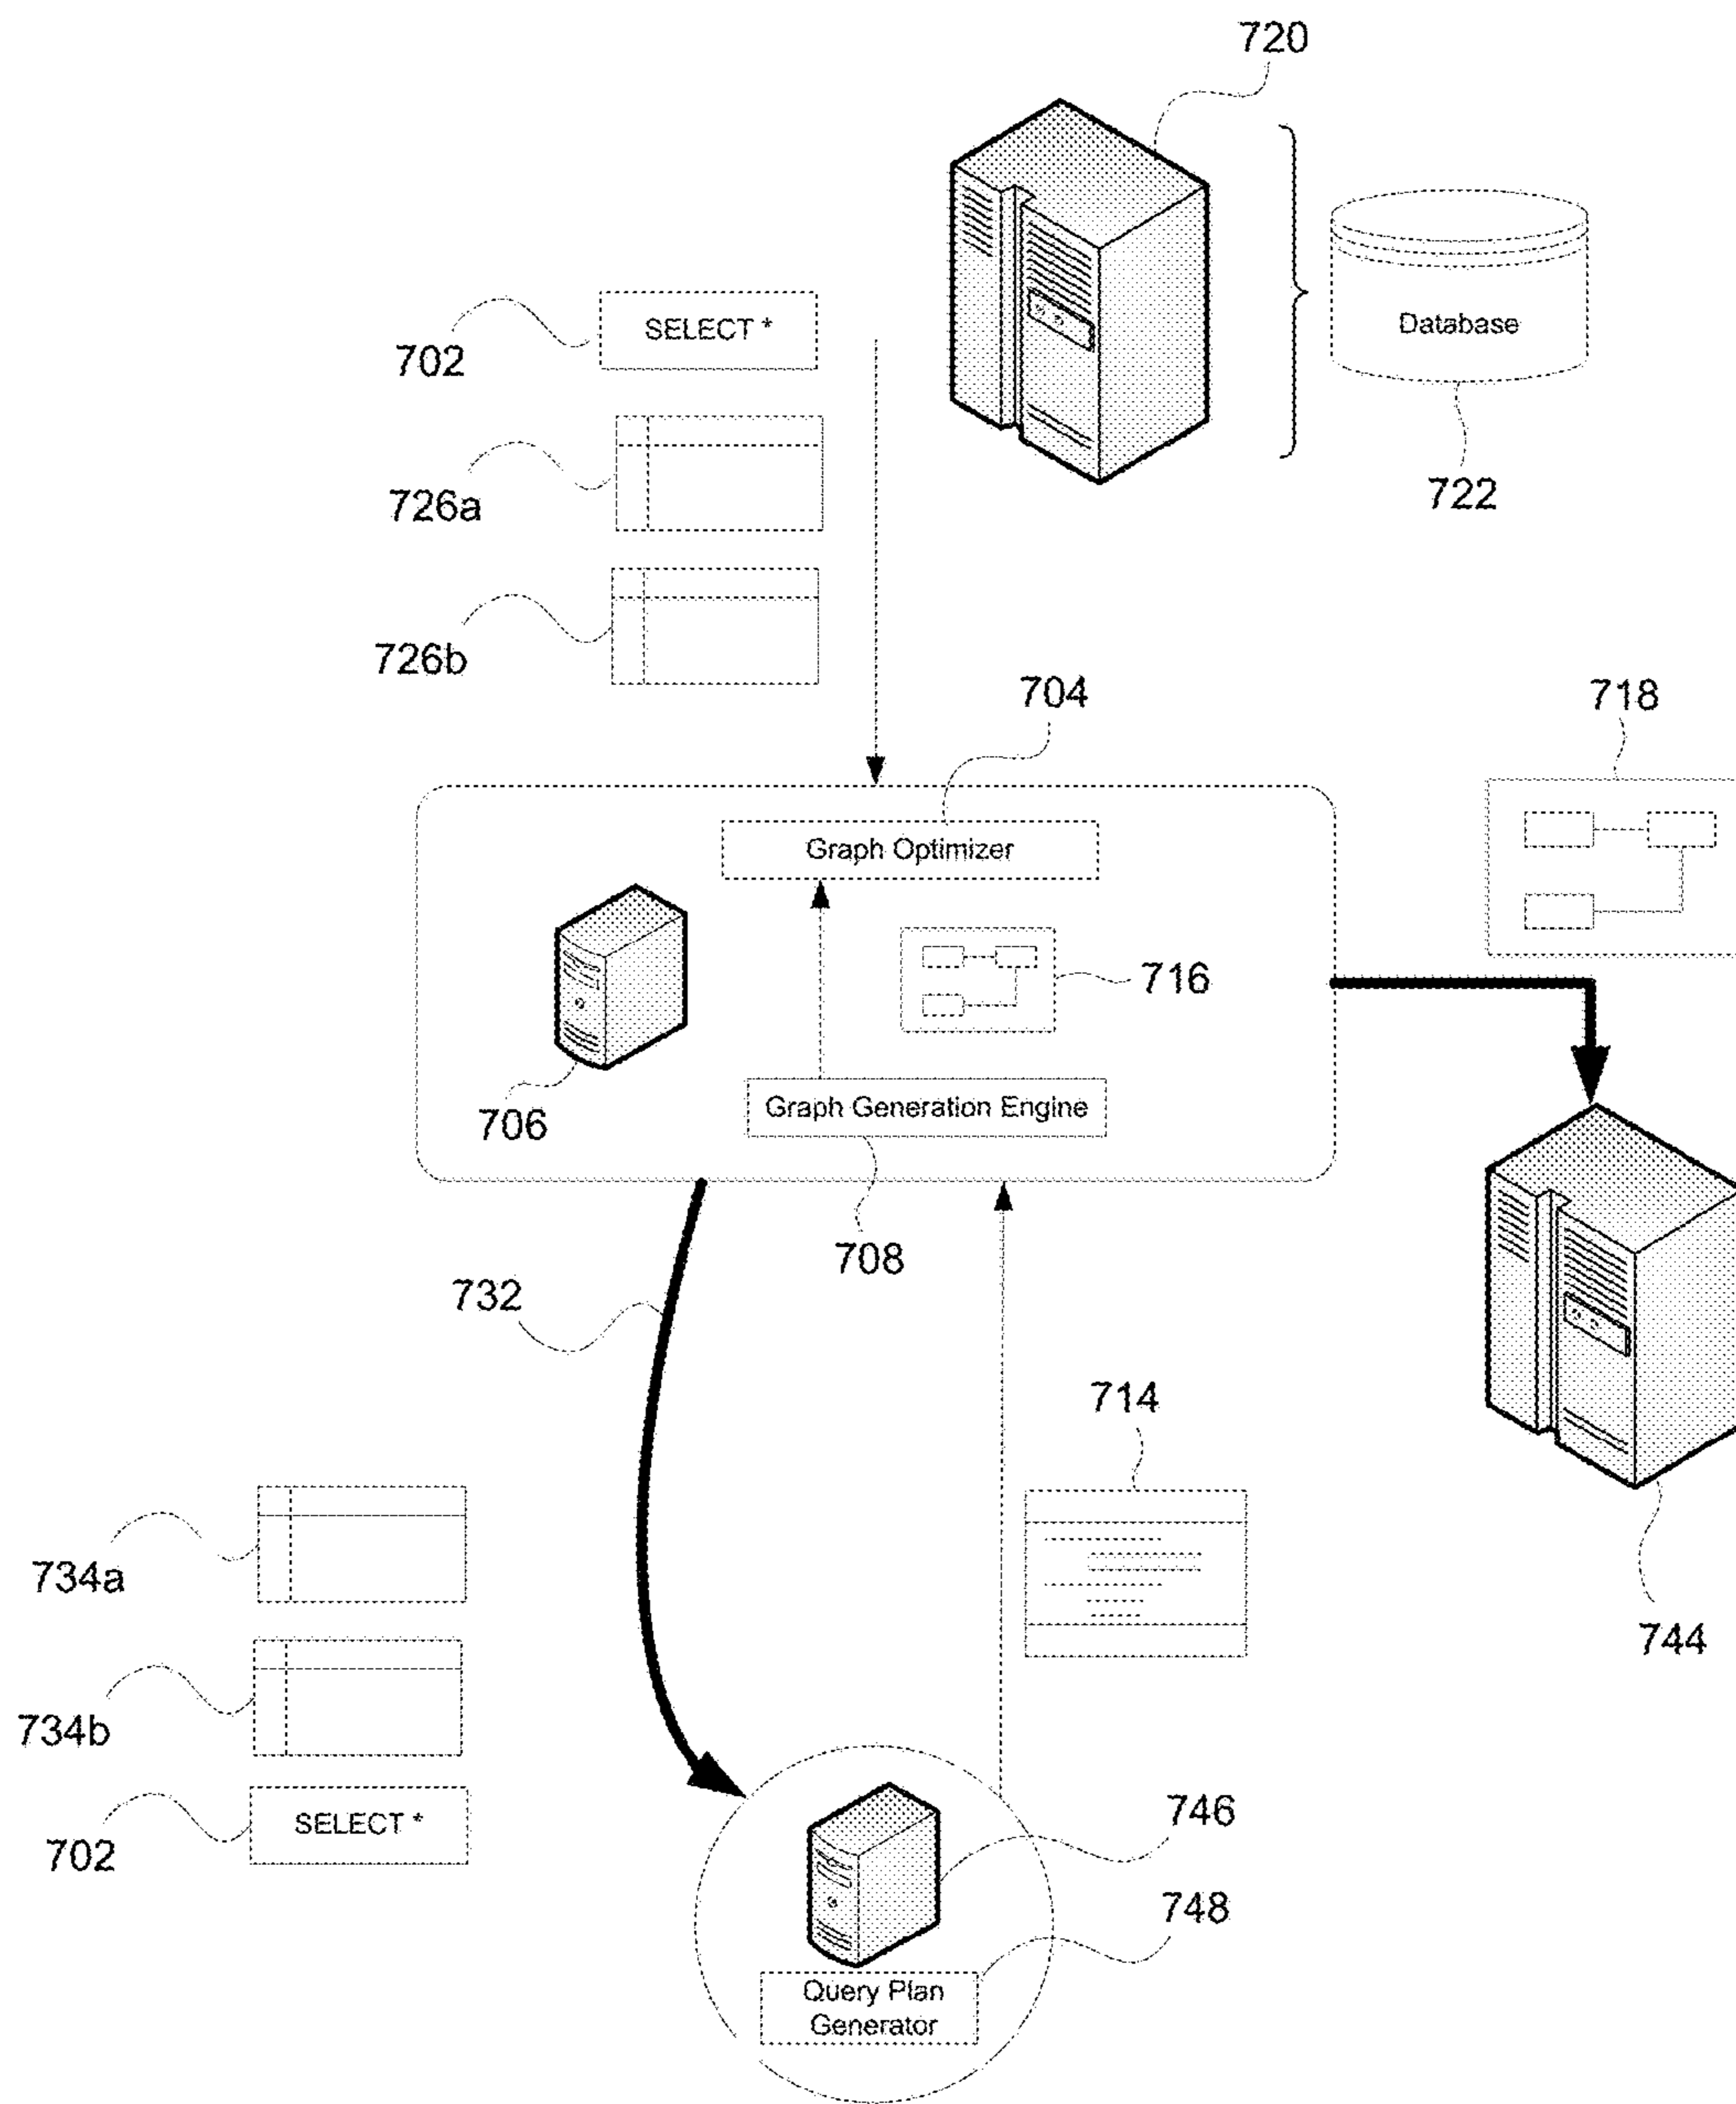 720
SELECT *
702
Database
726a
722
726b
704
718
Graph Optimizer
716
706
Graph Generation Engine
708
732
714
734a
744
734b
746
SELECT *
702
748
Query Plan
Generator